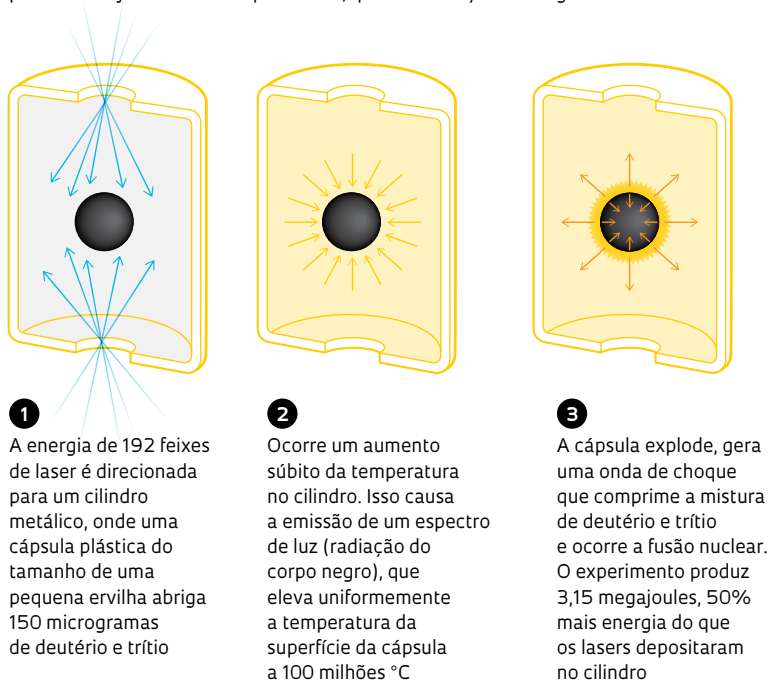 1
A energia de 192 feixes
de laser é direcionada
para um cilindro
metálico, onde uma
cápsula plástica do
tamanho de uma
pequena ervilha abriga
150 microgramas
de deutério e trítio
2
Ocorre um aumento
súbito da temperatura
no cilindro. Isso causa
a emissão de um espectro
de luz (radiação do
corpo negro), que
eleva uniformemente
a temperatura da
superfície da cápsula
a 100 milhões °C
3
A cápsula explode, gera
uma onda de choque
que comprime a mistura
de deutério e trítio
e ocorre a fusão nuclear.
O experimento produz
3,15 megajoules, 50%
mais energia do que
os lasers depositaram
no cilindro